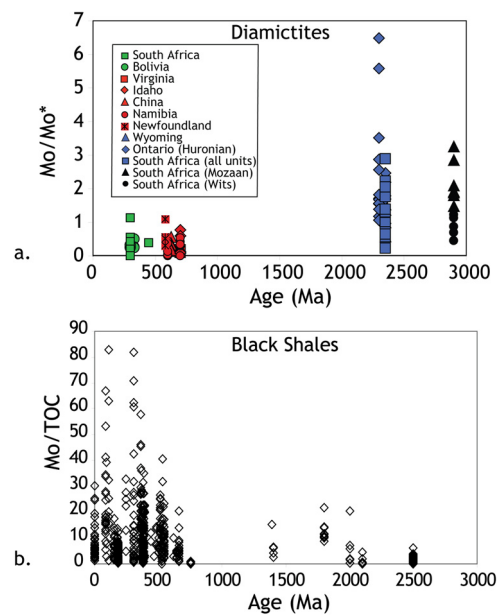 Diamictites
7
6
5
4
3
2
1
0
Mo/Mo*
South Africa
Bolivia
Virginia
Idaho
China
Namibia
Newfoundland
Wyoming
Ontario (Huronian)
South Africa (all units)
South Africa (Mozaan)
South Africa (Wits)
a.
0 500 1000 1500 2000 2500 3000
Age (Ma)
Black Shales
90
80
70
60
50
40
30
20
10
0
Mo/TOC
b.
0 500 1000 1500 2000 2500 3000
Age (Ma)